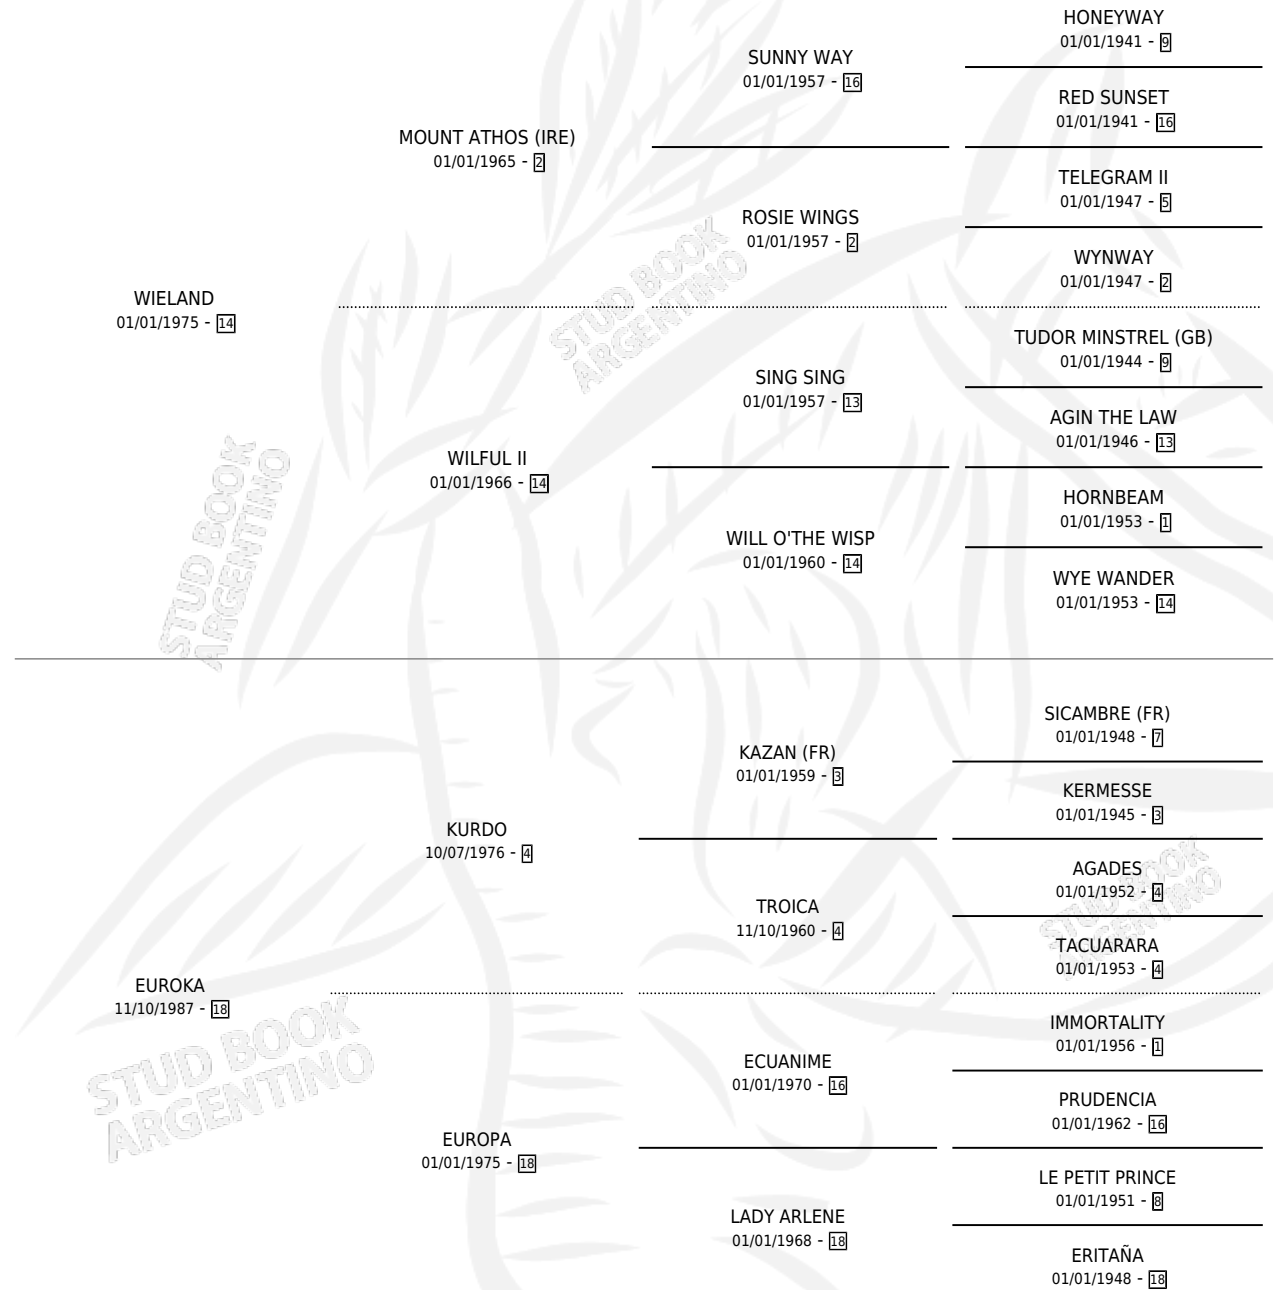 HONEYWAY
01/01/1941 - 9
SUNNY WAY
01/01/1957 - 16
RED SUNSET
01/01/1941 - 16
MOUNT ATHOS (IRE)
01/01/1965 - 2
TELEGRAM II
01/01/1947 - 5
ROSIE WINGS
01/01/1957 - 2
WYNWAY
01/01/1947 - 2
WIELAND
01/01/1975 - 14
TUDOR MINSTREL (GB)
01/01/1944 - 9
SING SING
01/01/1957 - 13
AGIN THE LAW
01/01/1946 - 13
WILFUL II
01/01/1966 - 14
HORNBEAM
01/01/1953 - 1
WILL O'THE WISP
01/01/1960 - 14
WYE WANDER
01/01/1953 - 14
SICAMBRE (FR)
01/01/1948 - 7
KAZAN (FR)
01/01/1959 - 3
KERMESSE
01/01/1945 - 3
KURDO
10/07/1976 - 4
AGADES
01/01/1952 - 4
TROICA
11/10/1960 - 4
TACUARARA
01/01/1953 - 4
EUROKA
11/10/1987 - 18
IMMORTALITY
01/01/1956 - 1
ECUANIME
01/01/1970 - 16
PRUDENCIA
01/01/1962 - 16
EUROPA
01/01/1975 - 18
LE PETIT PRINCE
01/01/1951 - 8
LADY ARLENE
01/01/1968 - 18
ERITAÑA
01/01/1948 - 18
STUD BOOK
ARGENTINO
STUD BOOK
ARGENTINO
STUD BOOK
ARGENTINO
STUD BOOK
ARGENTINO